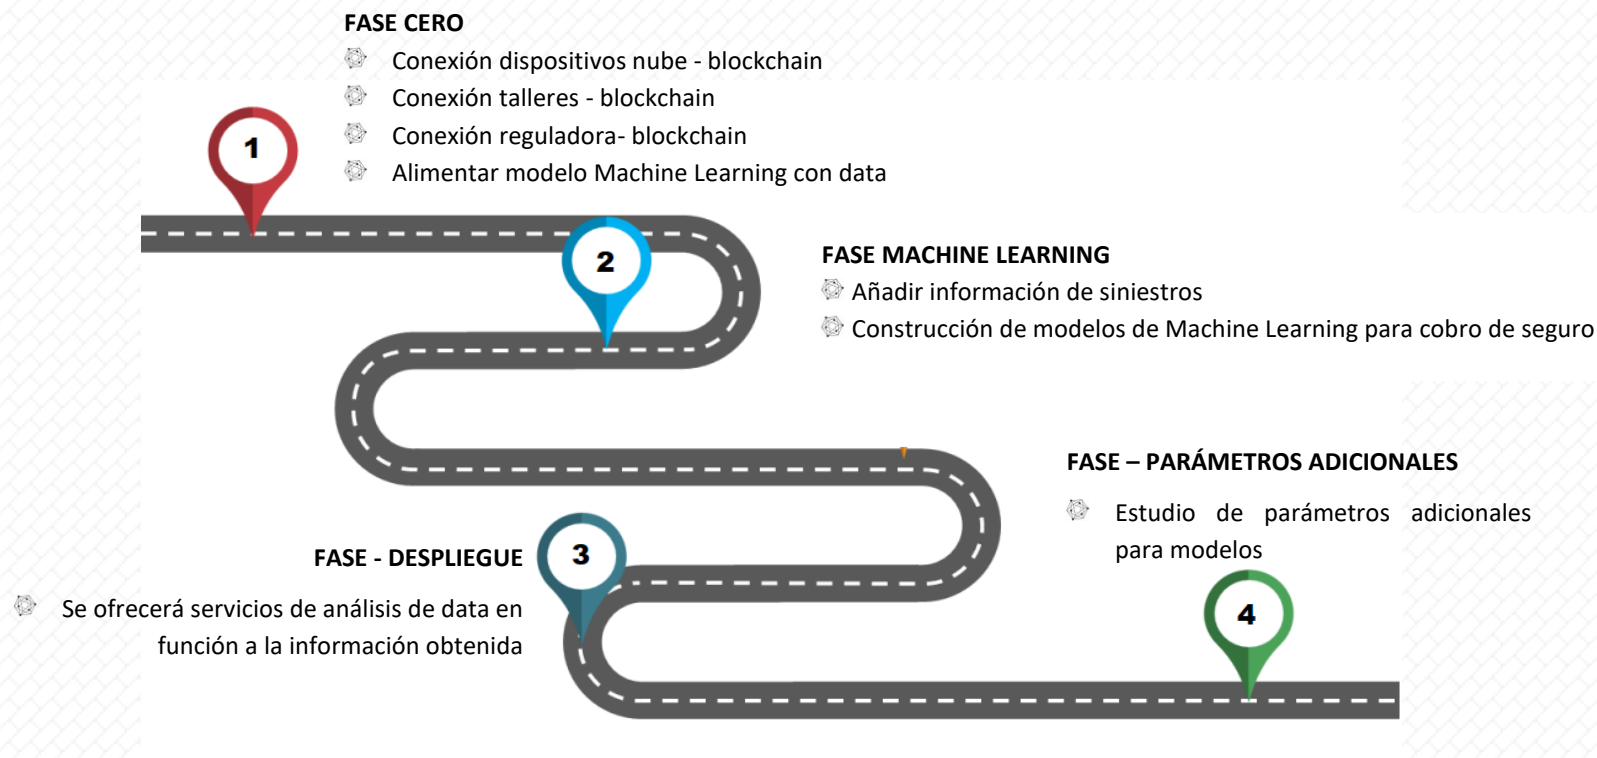 FASE CERO
Conexión dispositivos nube - blockchain
Conexión talleres - blockchain
Conexión reguladora- blockchain
Alimentar modelo Machine Learning con data
1
2
FASE MACHINE LEARNING
Añadir información de siniestros
Construcción de modelos de Machine Learning para cobro de seguro
3
FASE - DESPLIEGUE
Se ofrecerá servicios de análisis de data en
función a la información obtenida
FASE – PARÁMETROS ADICIONALES
Estudio de parámetros adicionales
para modelos
4